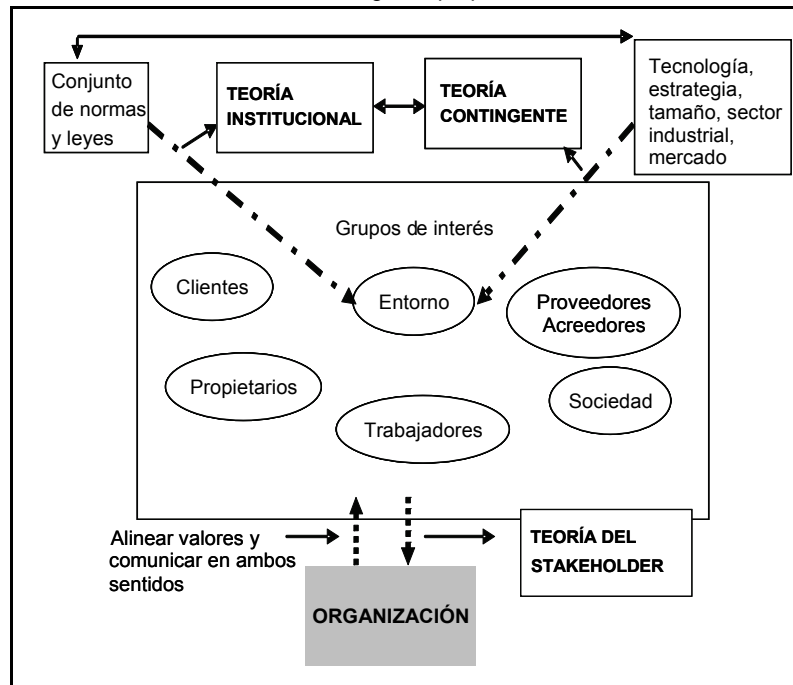 Conjunto
de normas
y leyes
TEORÍA
INSTITUCIONAL
TEORÍA
CONTINGENTE
Tecnología,
estrategia,
tamaño, sector
industrial,
mercado
Grupos de interés
Clientes
Entorno
Proveedores
Acreedores
Propietarios
Sociedad
Trabajadores
Alinear valores y
comunicar en ambos
sentidos
TEORÍA DEL
STAKEHOLDER
ORGANIZACIÓN